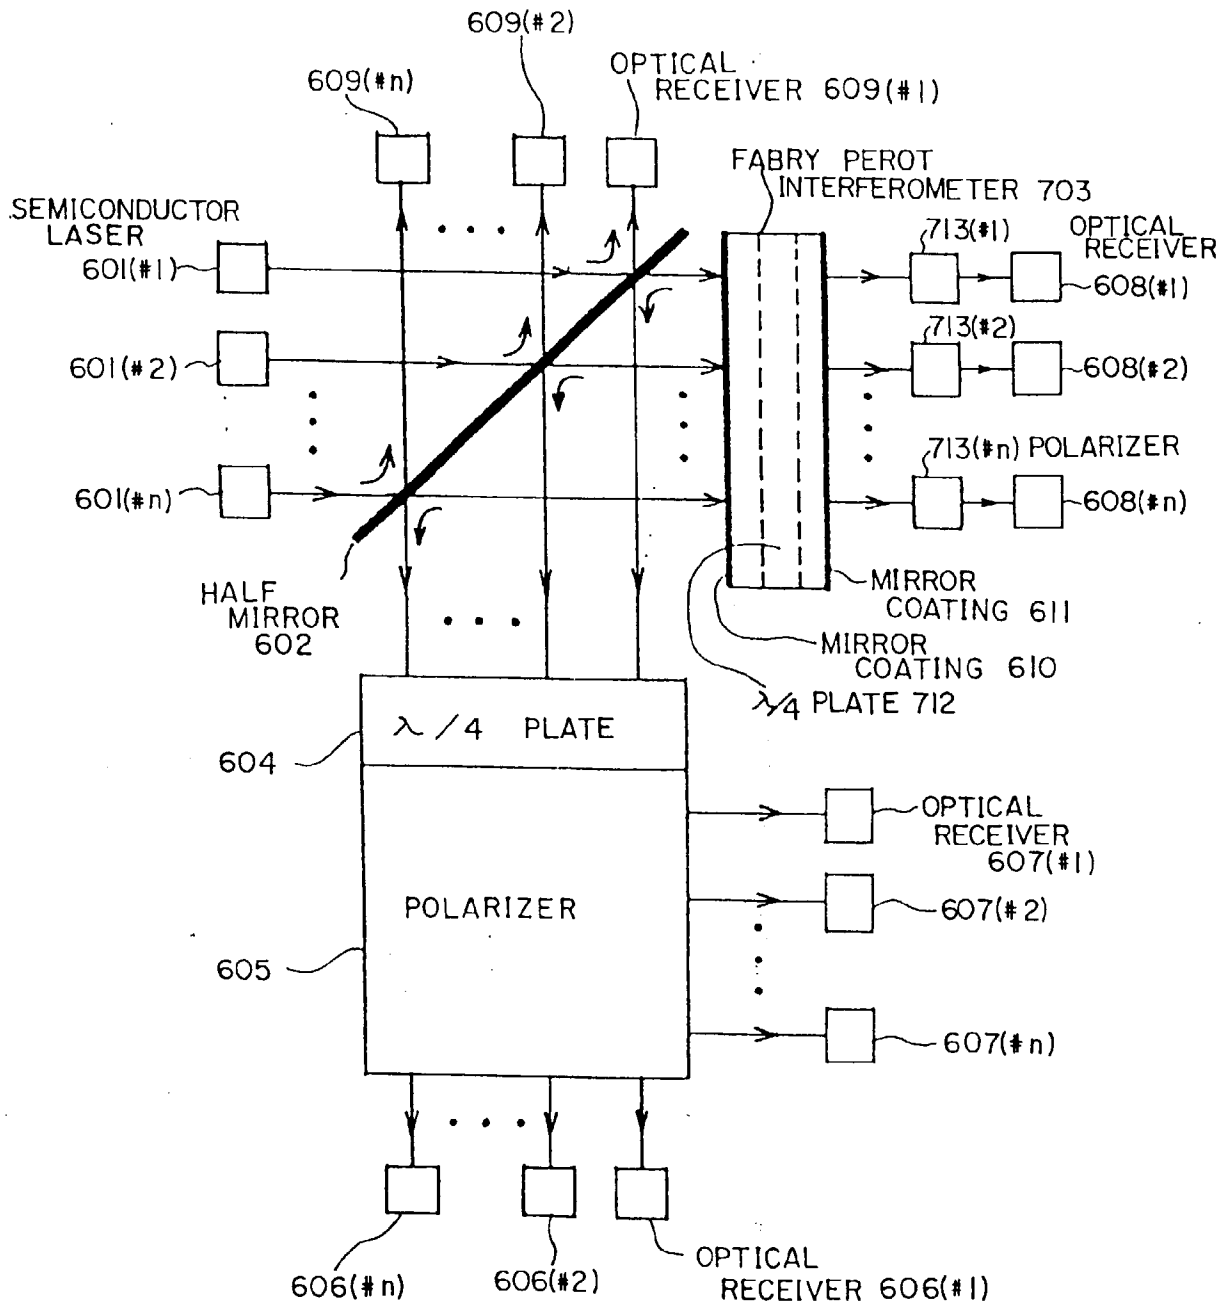 609(#2)
609(#n)
OPTICAL
RECEIVER 609(#1)
FABRY PEROT
INTERFEROMETER 703
SEMICONDUCTOR
LASER
601(#1)
713(#1)
OPTICAL
RECEIVER
608(#1)
601(#2)
713(#2)
608(#2)
601(#n)
713(#n) POLARIZER
608(#n)
HALF
MIRROR
602
MIRROR
COATING 611
MIRROR
COATING 610
λ/4 PLATE 712
λ/4 PLATE
604
OPTICAL
RECEIVER
607(#1)
POLARIZER
607(#2)
605
607(#n)
606(#n)
606(#2)
OPTICAL
RECEIVER 606(#1)